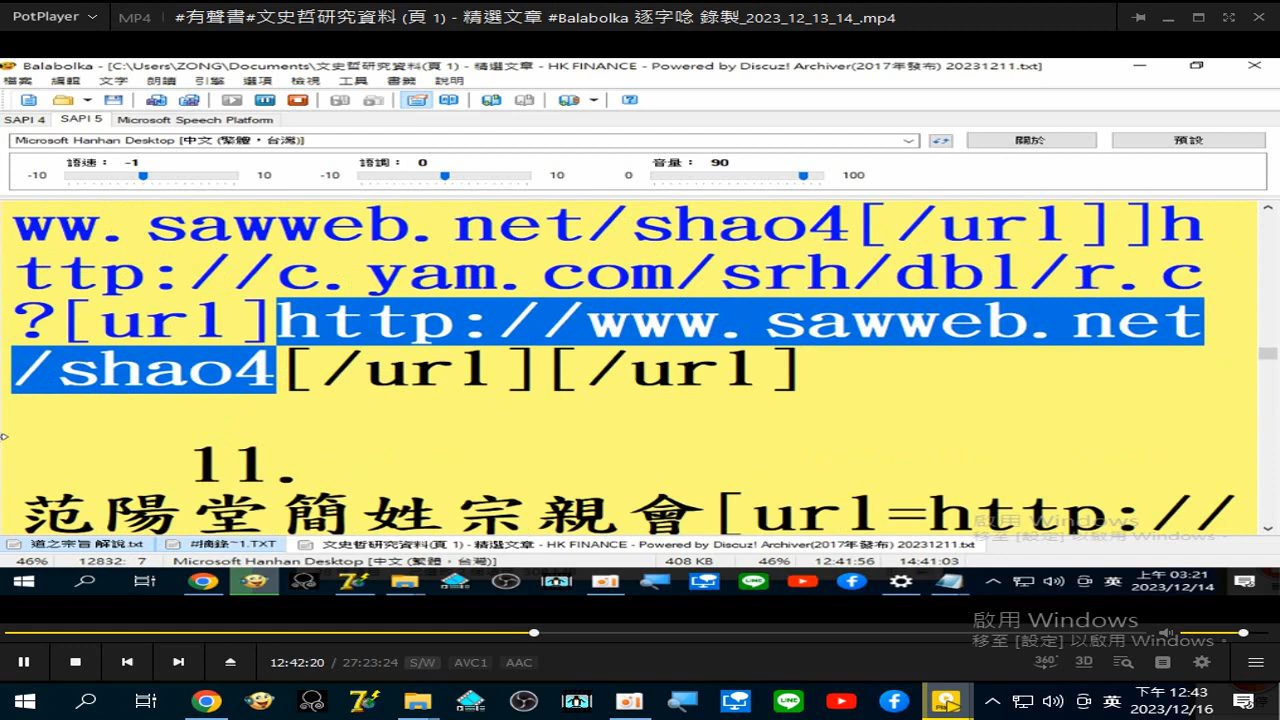 PotPlayer MP4 #有聲書#文史哲研究資料 (頁 1) - 精選文章 #Balabolka 逐字唸 錄製_2023_12_13_14_.mp4
Balabolka - [C:\Users\ZONG\Documents\文史哲研究資料(頁 1) - 精選文章 - HK FINANCE - Powered by Discuz! Archiver(2017年發布) 20231211.txt]
檔案 編輯 文字 朗讀 引擎 選項 檢視 工具 書籤 說明
SAPI 4 SAPI 5 Microsoft Speech Platform
Microsoft Hanhan Desktop [中文 (繁體，台灣)] 關於 預設
語速： -1 語調： 0 音量： 90
-10 10 -10 10 0 100
ww.sawweb.net/shao4[/url]]h
ttp://c.yam.com/srh/dbl/r.c
?[url]http://www.sawweb.net
/shao4[/url][/url]
11.
范陽堂簡姓宗親會[url=http://
啟用 Windows
移至 [設定] 以啟用 Windows。
道之宗旨 解說.txt #摘錄~1.TXT 文史哲研究資料(頁 1) - 精選文章 - HK FINANCE - Powered by Discuz! Archiver(2017年發布) 20231211.txt
46% 12832: 7 Microsoft Hanhan Desktop [中文 (繁體，台灣)] 408 KB 46% 12:41:56 14:41:03
英 上午 03:21
2023/12/14
啟用 Windows
移至 [設定] 以啟用 Windows。
12:42:20 / 27:23:24 S/W AVC1 AAC 360° 3D
英 下午 12:43
2023/12/16